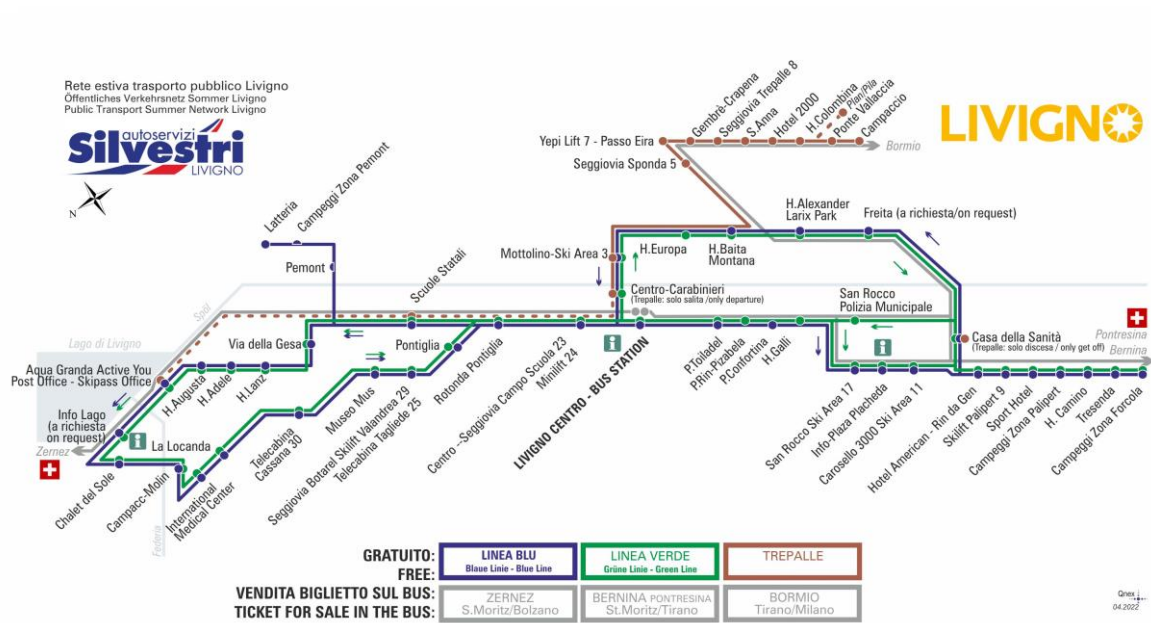 Rete estiva trasporto pubblico Livigno
Öffentliches Verkehrsnetz Sommer Livigno
Public Transport Summer Network Livigno
autoservizi
Silvestri
LIVIGNO
N
LIVIGNO
Yepi Lift 7 - Passo Eira
Gembrè-Crapena
Seggiovia Trepalle 8
S.Anna
Hotel 2000
H.Colombina
Plan/Pila
Ponte Vallaccia
Campaccio
Bormio
Seggiovia Sponda 5
Latteria
Campeggi Zona Pemont
Pemont
Scuole Statali
Mottolino-Ski Area 3
H.Europa
H.Baita
Montana
H.Alexander
Larix Park
Freita (a richiesta/on request)
Centro-Carabinieri
(Trepalle: solo salita /only departure)
San Rocco
Polizia Municipale
Casa della Sanità
(Trepalle: solo discesa / only get off)
Pontresina
Bernina
Spöl
Lago di Livigno
Via della Gesa
Pontiglia
Aqua Granda Active You
Post Office - Skipass Office
H.Augusta
H.Adele
H.Lanz
Info Lago
(a richiesta
on request)
i
Zernez
La Locanda
Chalet del Sole
Campacc-Molin
Federia
International
Medical Center
Telecabina
Cassana 30
Museo Mus
Seggiovia Botarel Skilift Valandrea 29
Telecabina Tagliede 25
Rotonda Pontiglia
Centro -Seggiovia Campo Scuola 23
Minilift 24
i
LIVIGNO CENTRO - BUS STATION
P.Toiladel
P.Rin-Pizabela
P.Confortina
H.Galli
i
San Rocco Ski Area 17
Info-Plaza Placheda
Carosello 3000 Ski Area 11
Hotel American - Rin da Gen
Skilift Palipert 9
Sport Hotel
Campeggi Zona Palipert
H. Camino
Tresenda
Campeggi Zona Forcola
GRATUITO:
FREE:
LINEA BLU
Blaue Linie - Blue Line
LINEA VERDE
Grüne Linie - Green Line
TREPALLE
VENDITA BIGLIETTO SUL BUS:
TICKET FOR SALE IN THE BUS:
ZERNEZ
S.Moritz/Bolzano
BERNINA PONTRESINA
St.Moritz/Tirano
BORMIO
Tirano/Milano
Qnex
04.2022